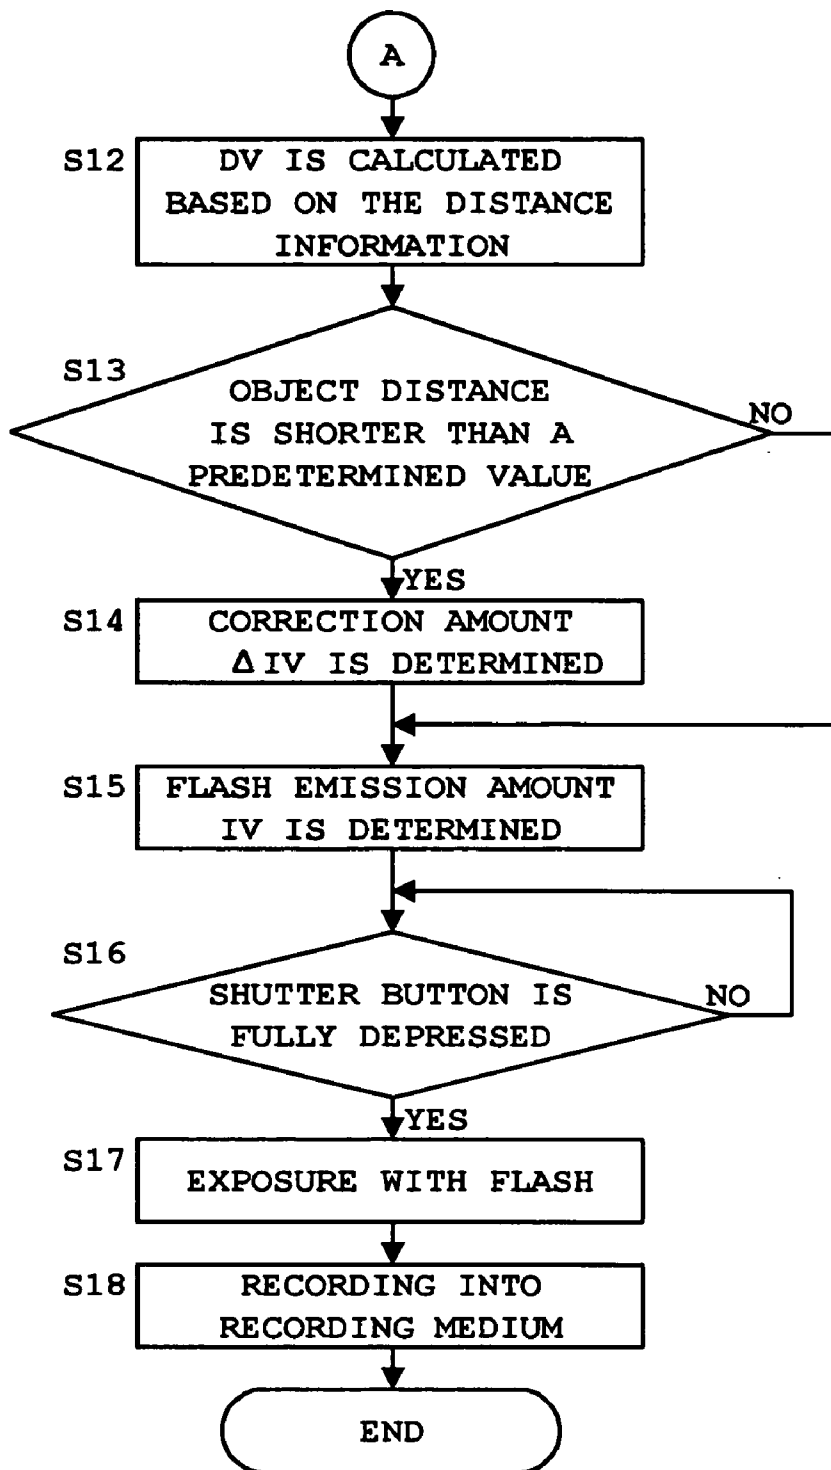 A
S12
DV IS CALCULATED
BASED ON THE DISTANCE
INFORMATION
S13
OBJECT DISTANCE
IS SHORTER THAN A
PREDETERMINED VALUE
NO
YES
S14
CORRECTION AMOUNT
Δ IV IS DETERMINED
S15
FLASH EMISSION AMOUNT
IV IS DETERMINED
S16
SHUTTER BUTTON IS
FULLY DEPRESSED
NO
YES
S17
EXPOSURE WITH FLASH
S18
RECORDING INTO
RECORDING MEDIUM
END